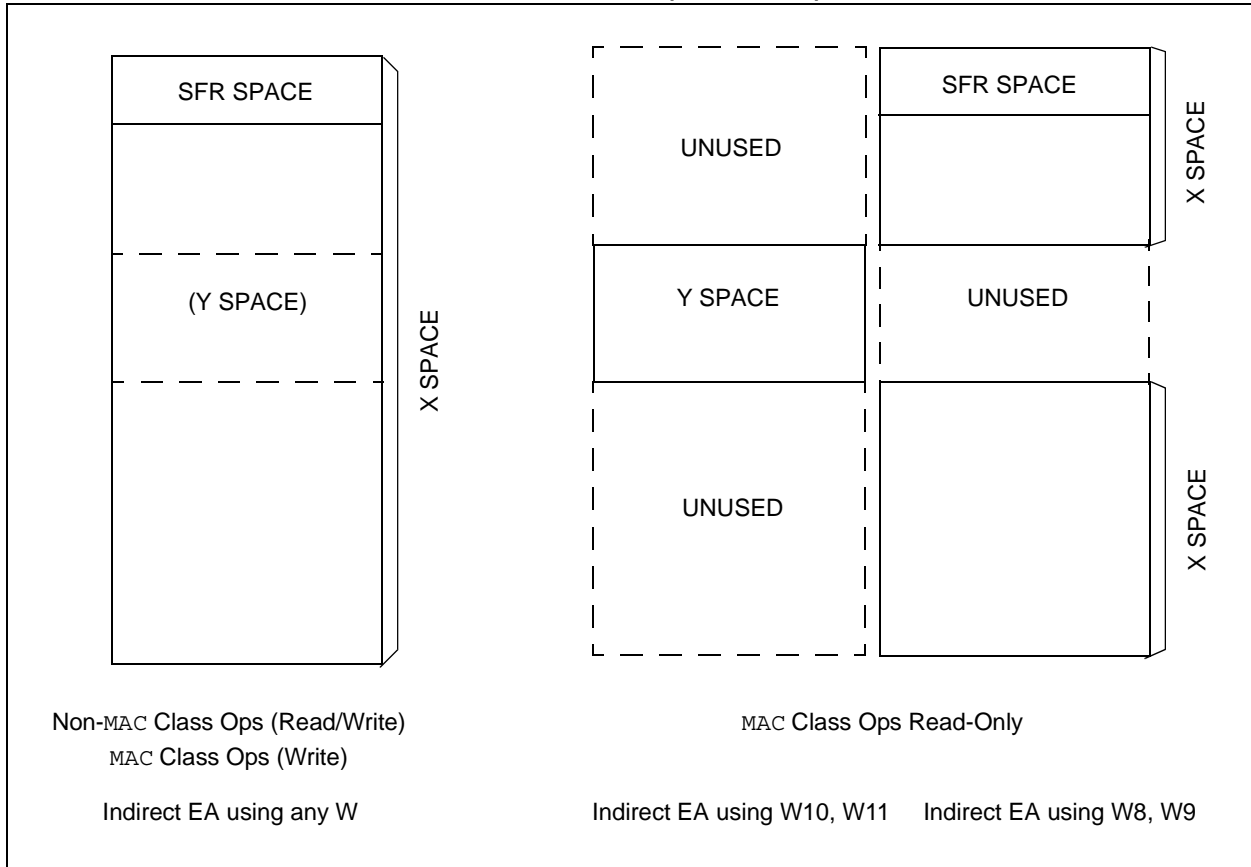 SFR SPACE
(Y SPACE)
X SPACE
Non-MAC Class Ops (Read/Write)
MAC Class Ops (Write)
Indirect EA using any W
UNUSED
Y SPACE
UNUSED
SFR SPACE
X SPACE
UNUSED
X SPACE
MAC Class Ops Read-Only
Indirect EA using W10, W11
Indirect EA using W8, W9